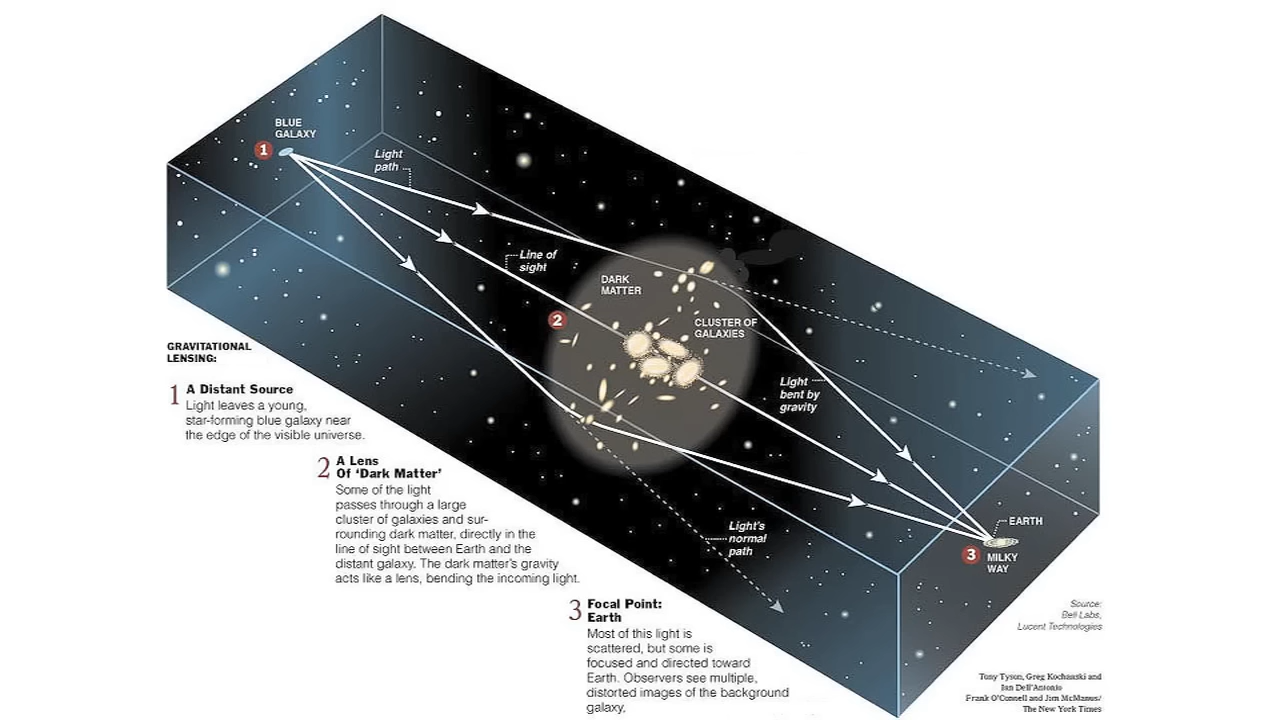 BLUE
GALAXY
1
Light
path
Line of
sight
DARK
MATTER
2
CLUSTER OF
GALAXIES
Light
bent by
gravity
Light's
normal
path
EARTH
3
MILKY
WAY
GRAVITATIONAL
LENSING:
1 A Distant Source
Light leaves a young,
star-forming blue galaxy near
the edge of the visible universe.
2 A Lens
Of ‘Dark Matter’
Some of the light
passes through a large
cluster of galaxies and sur-
rounding dark matter, directly in the
line of sight between Earth and the
distant galaxy. The dark matter's gravity
acts like a lens, bending the incoming light.
3 Focal Point:
Earth
Most of this light is
scattered, but some is
focused and directed toward
Earth. Observers see multiple,
distorted images of the background
galaxy.
Source:
Bell Labs,
Lucent Technologies
Tony Tyson, Greg Kochanski and
Ian Dell'Antonio
Frank O'Connell and Jim McManus/
The New York Times